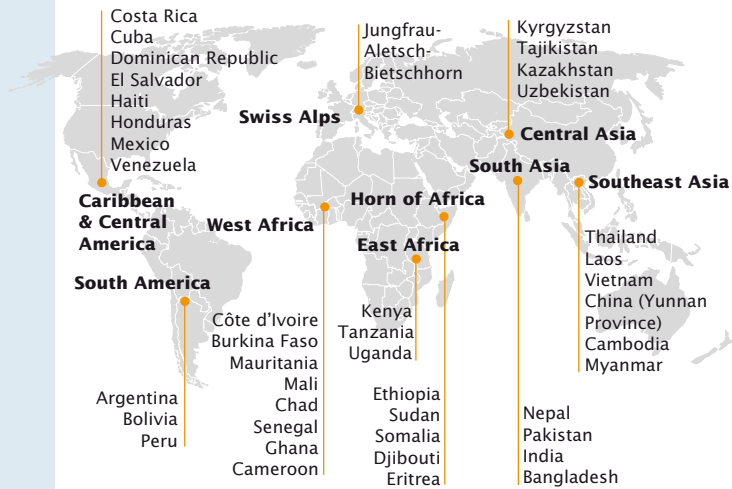 Costa Rica
Cuba
Dominican Republic
El Salvador
Haiti
Honduras
Mexico
Venezuela
Caribbean
& Central
America
Jungfrau-
Aletsch-
Bietschhorn
Swiss Alps
Kyrgyzstan
Tajikistan
Kazakhstan
Uzbekistan
Central Asia
South Asia
Southeast Asia
Horn of Africa
West Africa
East Africa
South America
Argentina
Bolivia
Peru
Côte d’Ivoire
Burkina Faso
Mauritania
Mali
Chad
Senegal
Ghana
Cameroon
Kenya
Tanzania
Uganda
Ethiopia
Sudan
Somalia
Djibouti
Eritrea
Nepal
Pakistan
India
Bangladesh
Thailand
Laos
Vietnam
China (Yunnan
Province)
Cambodia
Myanmar